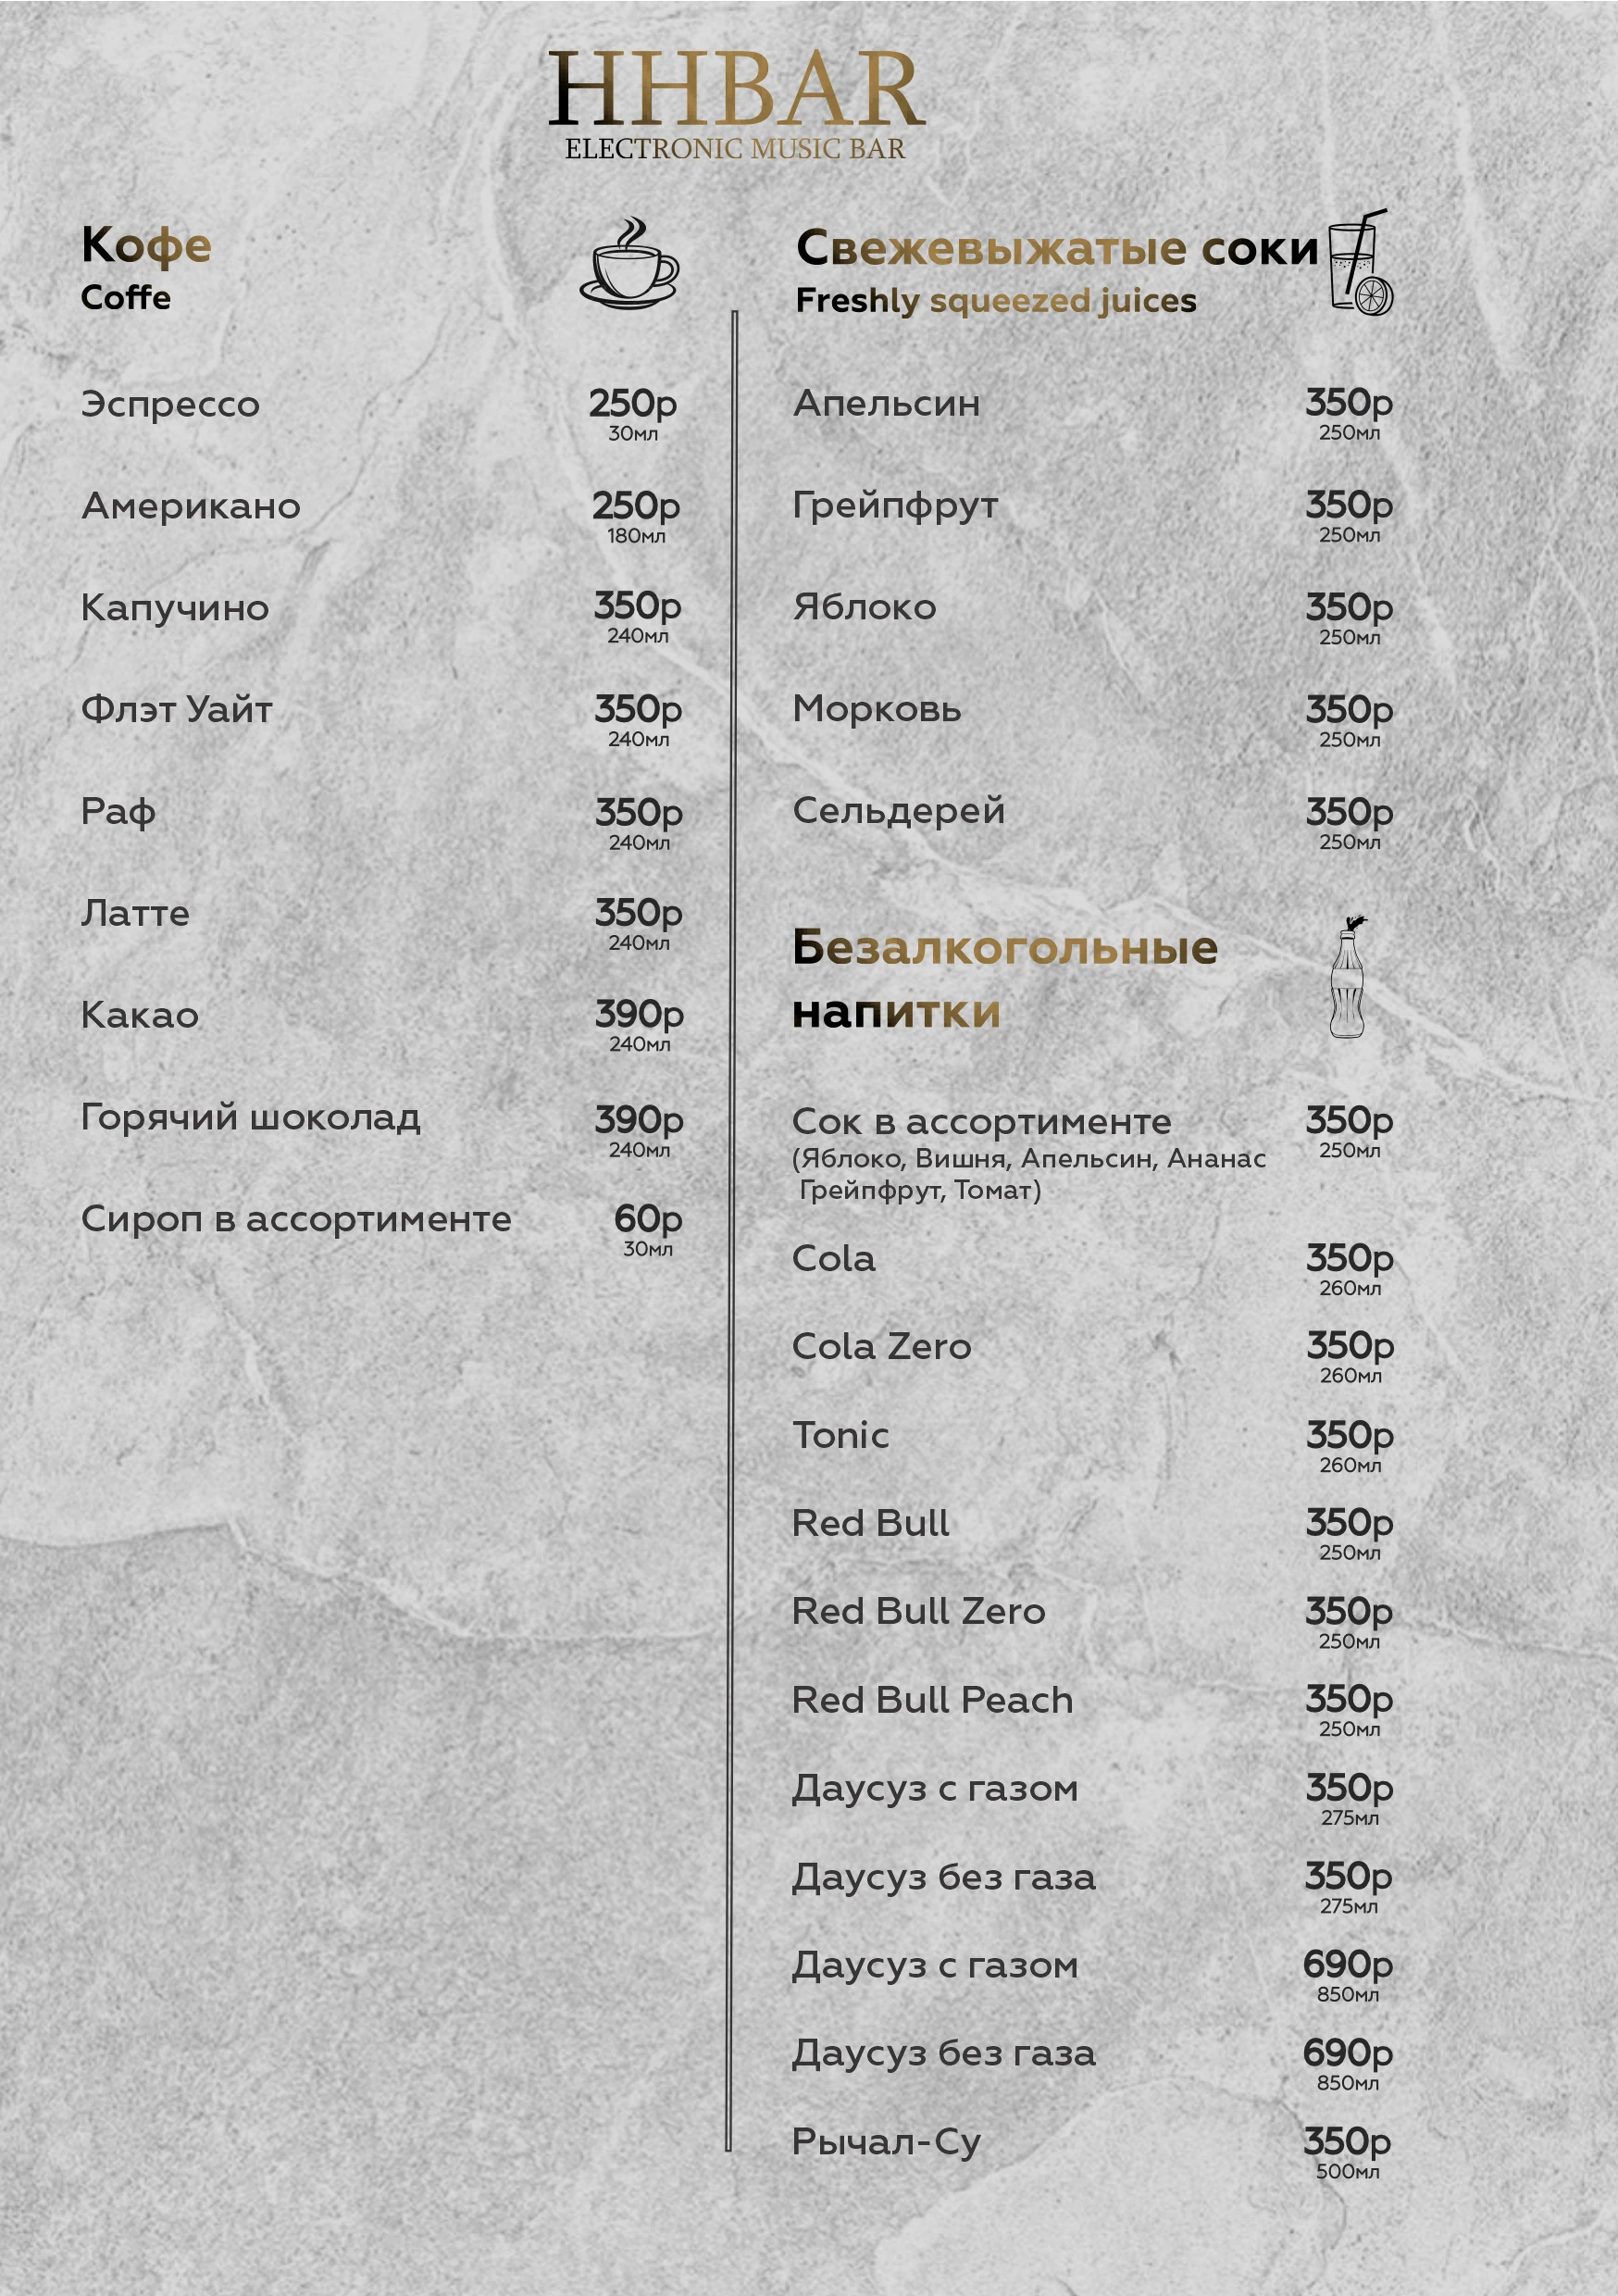 HHBAR
ELECTRONIC MUSIC BAR
Кофе
Coffe
Эспрессо 250р
30мл
Американо 250р
180мл
Капучино 350р
240мл
Флэт Уайт 350р
240мл
Раф 350р
240мл
Латте 350р
240мл
Какао 390р
240мл
Горячий шоколад 390р
240мл
Сироп в ассортименте 60р
30мл
Свежевыжатые соки
Freshly squeezed juices
Апельсин 350р
250мл
Грейпфрут 350р
250мл
Яблоко 350р
250мл
Морковь 350р
250мл
Сельдерей 350р
250мл
Безалкогольные
напитки
Сок в ассортименте 350р
(Яблоко, Вишня, Апельсин, Ананас 250мл
Грейпфрут, Томат)
Cola 350р
260мл
Cola Zero 350р
260мл
Tonic 350р
260мл
Red Bull 350р
250мл
Red Bull Zero 350р
250мл
Red Bull Peach 350р
250мл
Даусуз с газом 350р
275мл
Даусуз без газа 350р
275мл
Даусуз с газом 690р
850мл
Даусуз без газа 690р
850мл
Рычал-Су 350р
500мл